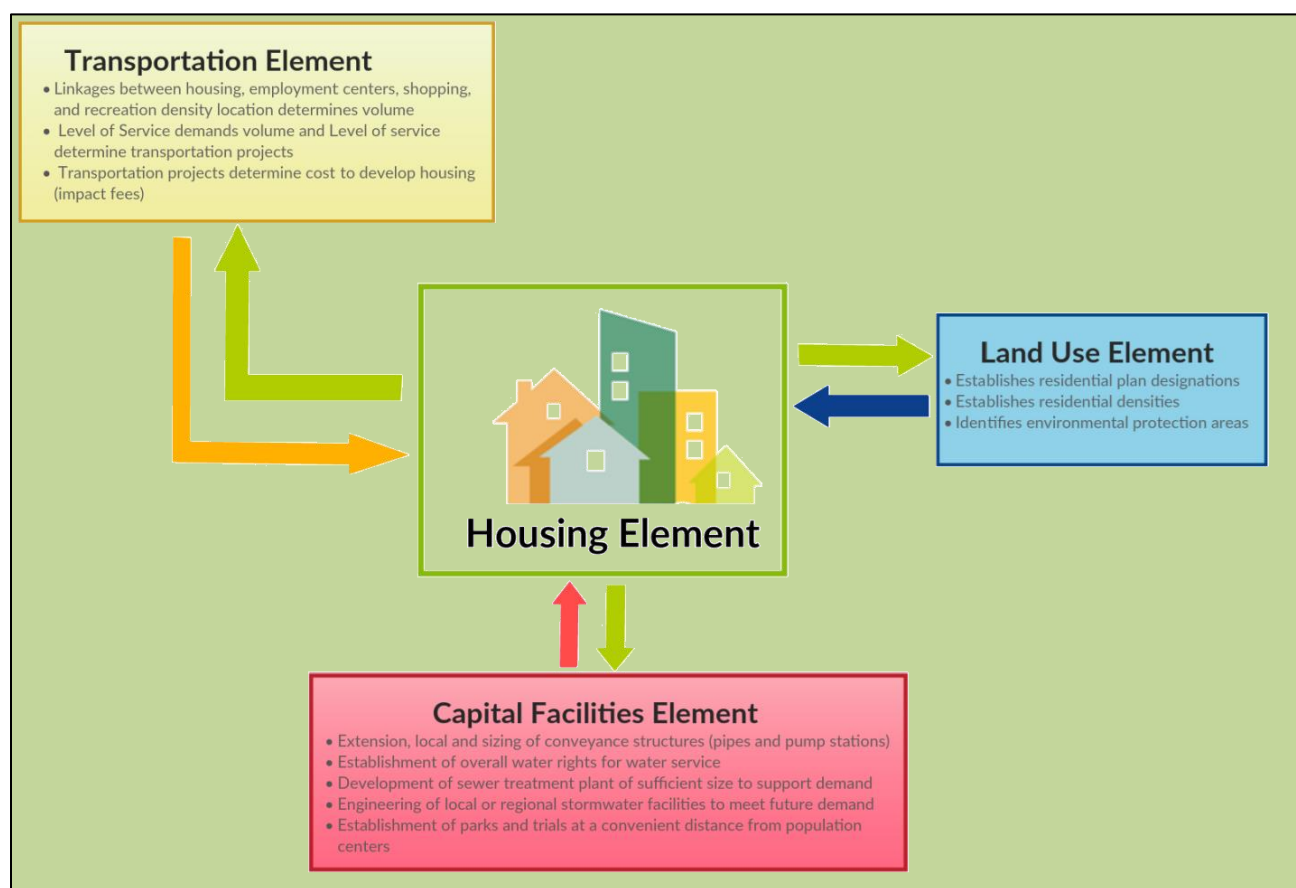 Transportation Element
• Linkages between housing, employment centers, shopping,
and recreation density location determines volume
• Level of Service demands volume and Level of service
determine transportation projects
• Transportation projects determine cost to develop housing
(impact fees)
Land Use Element
• Establishes residential plan designations
• Establishes residential densities
• Identifies environmental protection areas
Housing Element
Capital Facilities Element
• Extension, local and sizing of conveyance structures (pipes and pump stations)
• Establishment of overall water rights for water service
• Development of sewer treatment plant of sufficient size to support demand
• Engineering of local or regional stormwater facilities to meet future demand
• Establishment of parks and trials at a convenient distance from population
centers